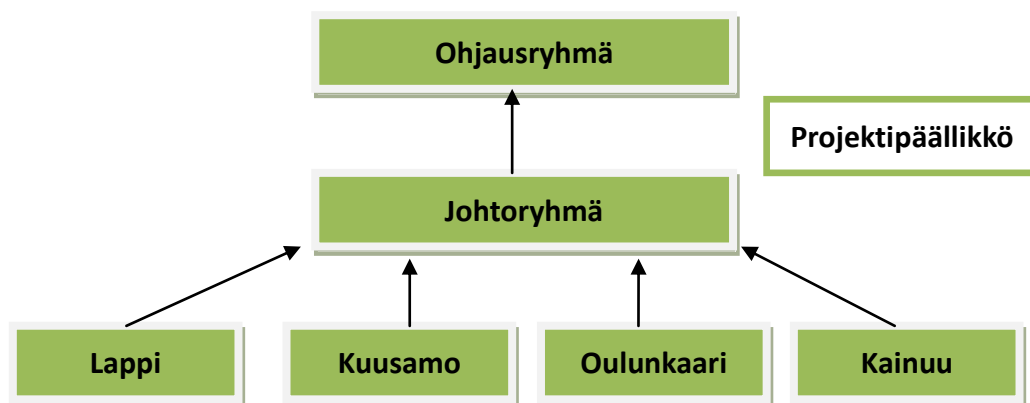 Ohjausryhmä
Projektipäällikkö
Johtoryhmä
Lappi
Kuusamo
Oulunkaari
Kainuu